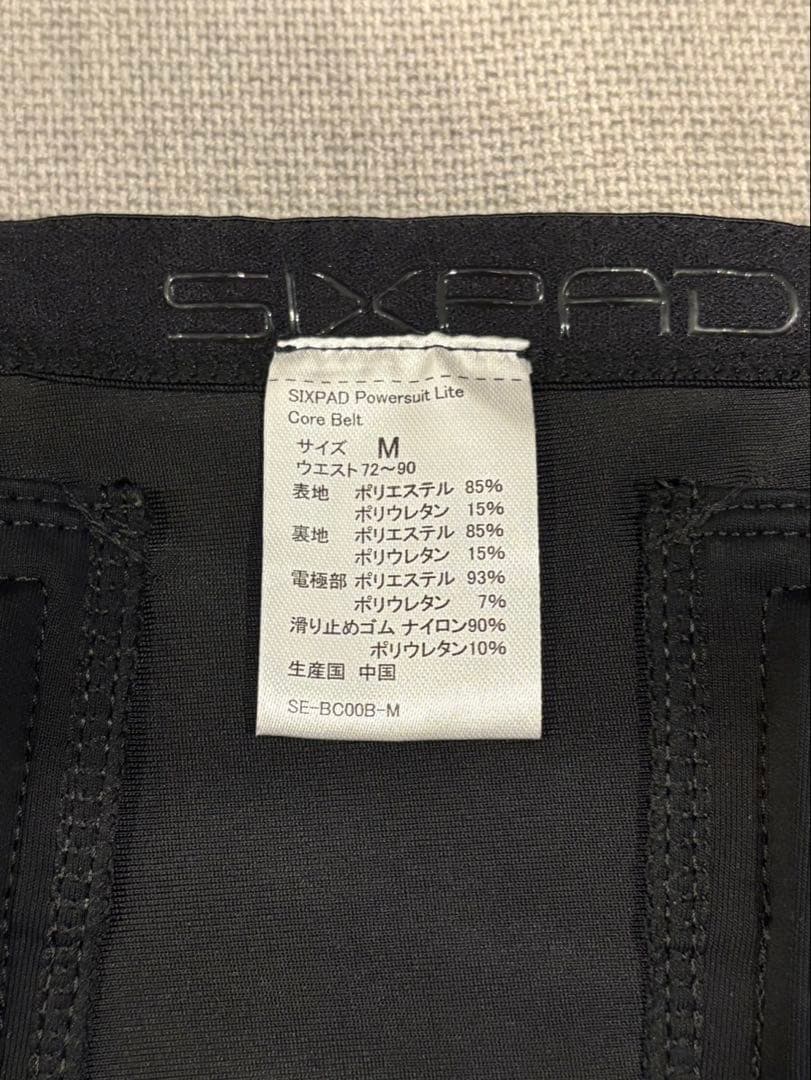 SIXPAD
SIXPAD Powersuit Lite
Core Belt
サイズ M
ウエスト72～90
表地 ポリエステル 85%
ポリウレタン 15%
裏地 ポリエステル 85%
ポリウレタン 15%
電極部 ポリエステル 93%
ポリウレタン 7%
滑り止めゴム ナイロン90%
ポリウレタン10%
生産国 中国
SE-BC00B-M